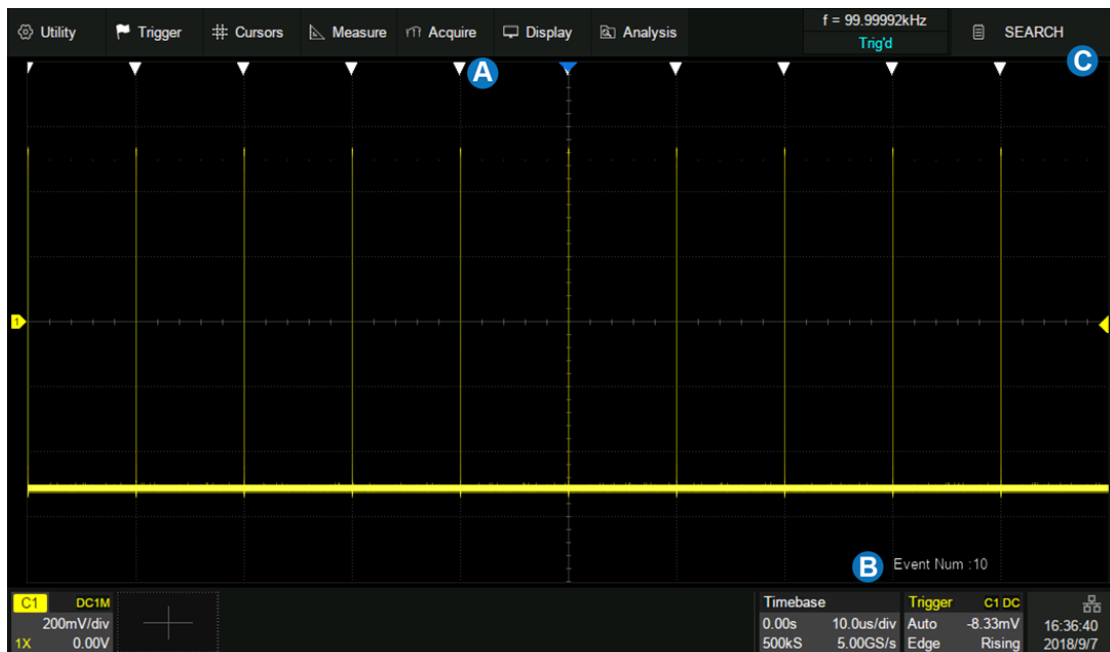 Utility Trigger Cursors Measure Acquire Display Analysis f = 99.99992kHz SEARCH
Trig'd
A
C
1
B Event Num :10
C1 DC1M Timebase Trigger C1 DC
200mV/div 0.00s 10.0us/div Auto -8.33mV 16:36:40
1X 0.00V 500kS 5.00GS/s Edge Rising 2018/9/7